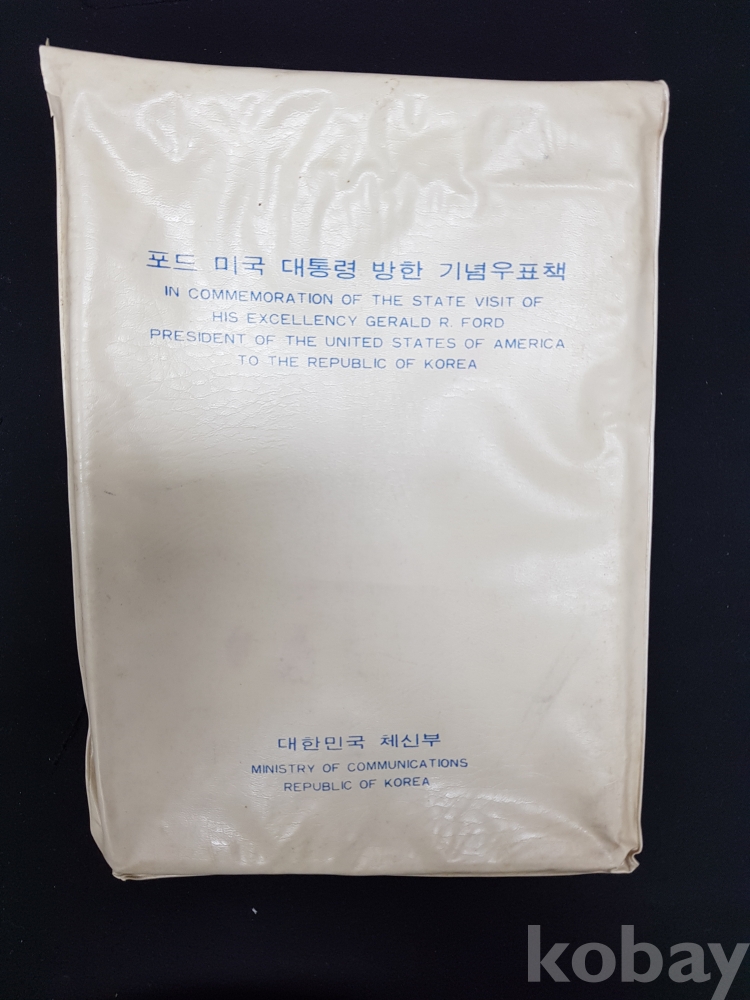 포드 미국 대통령 방한 기념우표책
IN COMMEMORATION OF THE STATE VISIT OF
HIS EXCELLENCY GERALD R. FORD
PRESIDENT OF THE UNITED STATES OF AMERICA
TO THE REPUBLIC OF KOREA
대한민국 체신부
MINISTRY OF COMMUNICATIONS
REPUBLIC OF KOREA
kobay